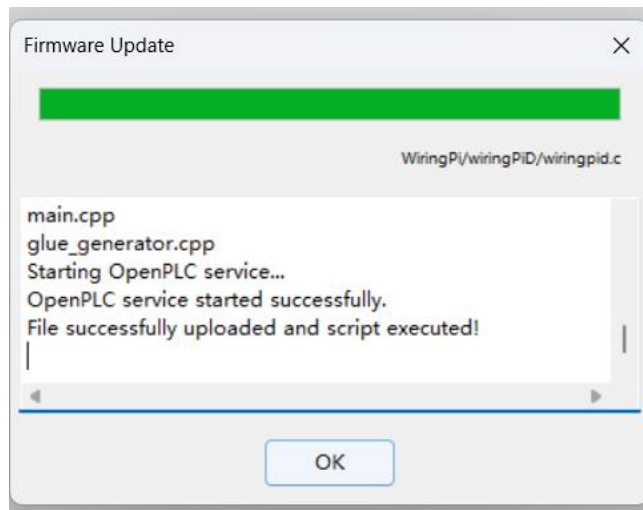 Firmware Update
WiringPi/wiringPiD/wiringpid.c
main.cpp
glue_generator.cpp
Starting OpenPLC service...
OpenPLC service started successfully.
File successfully uploaded and script executed!
OK